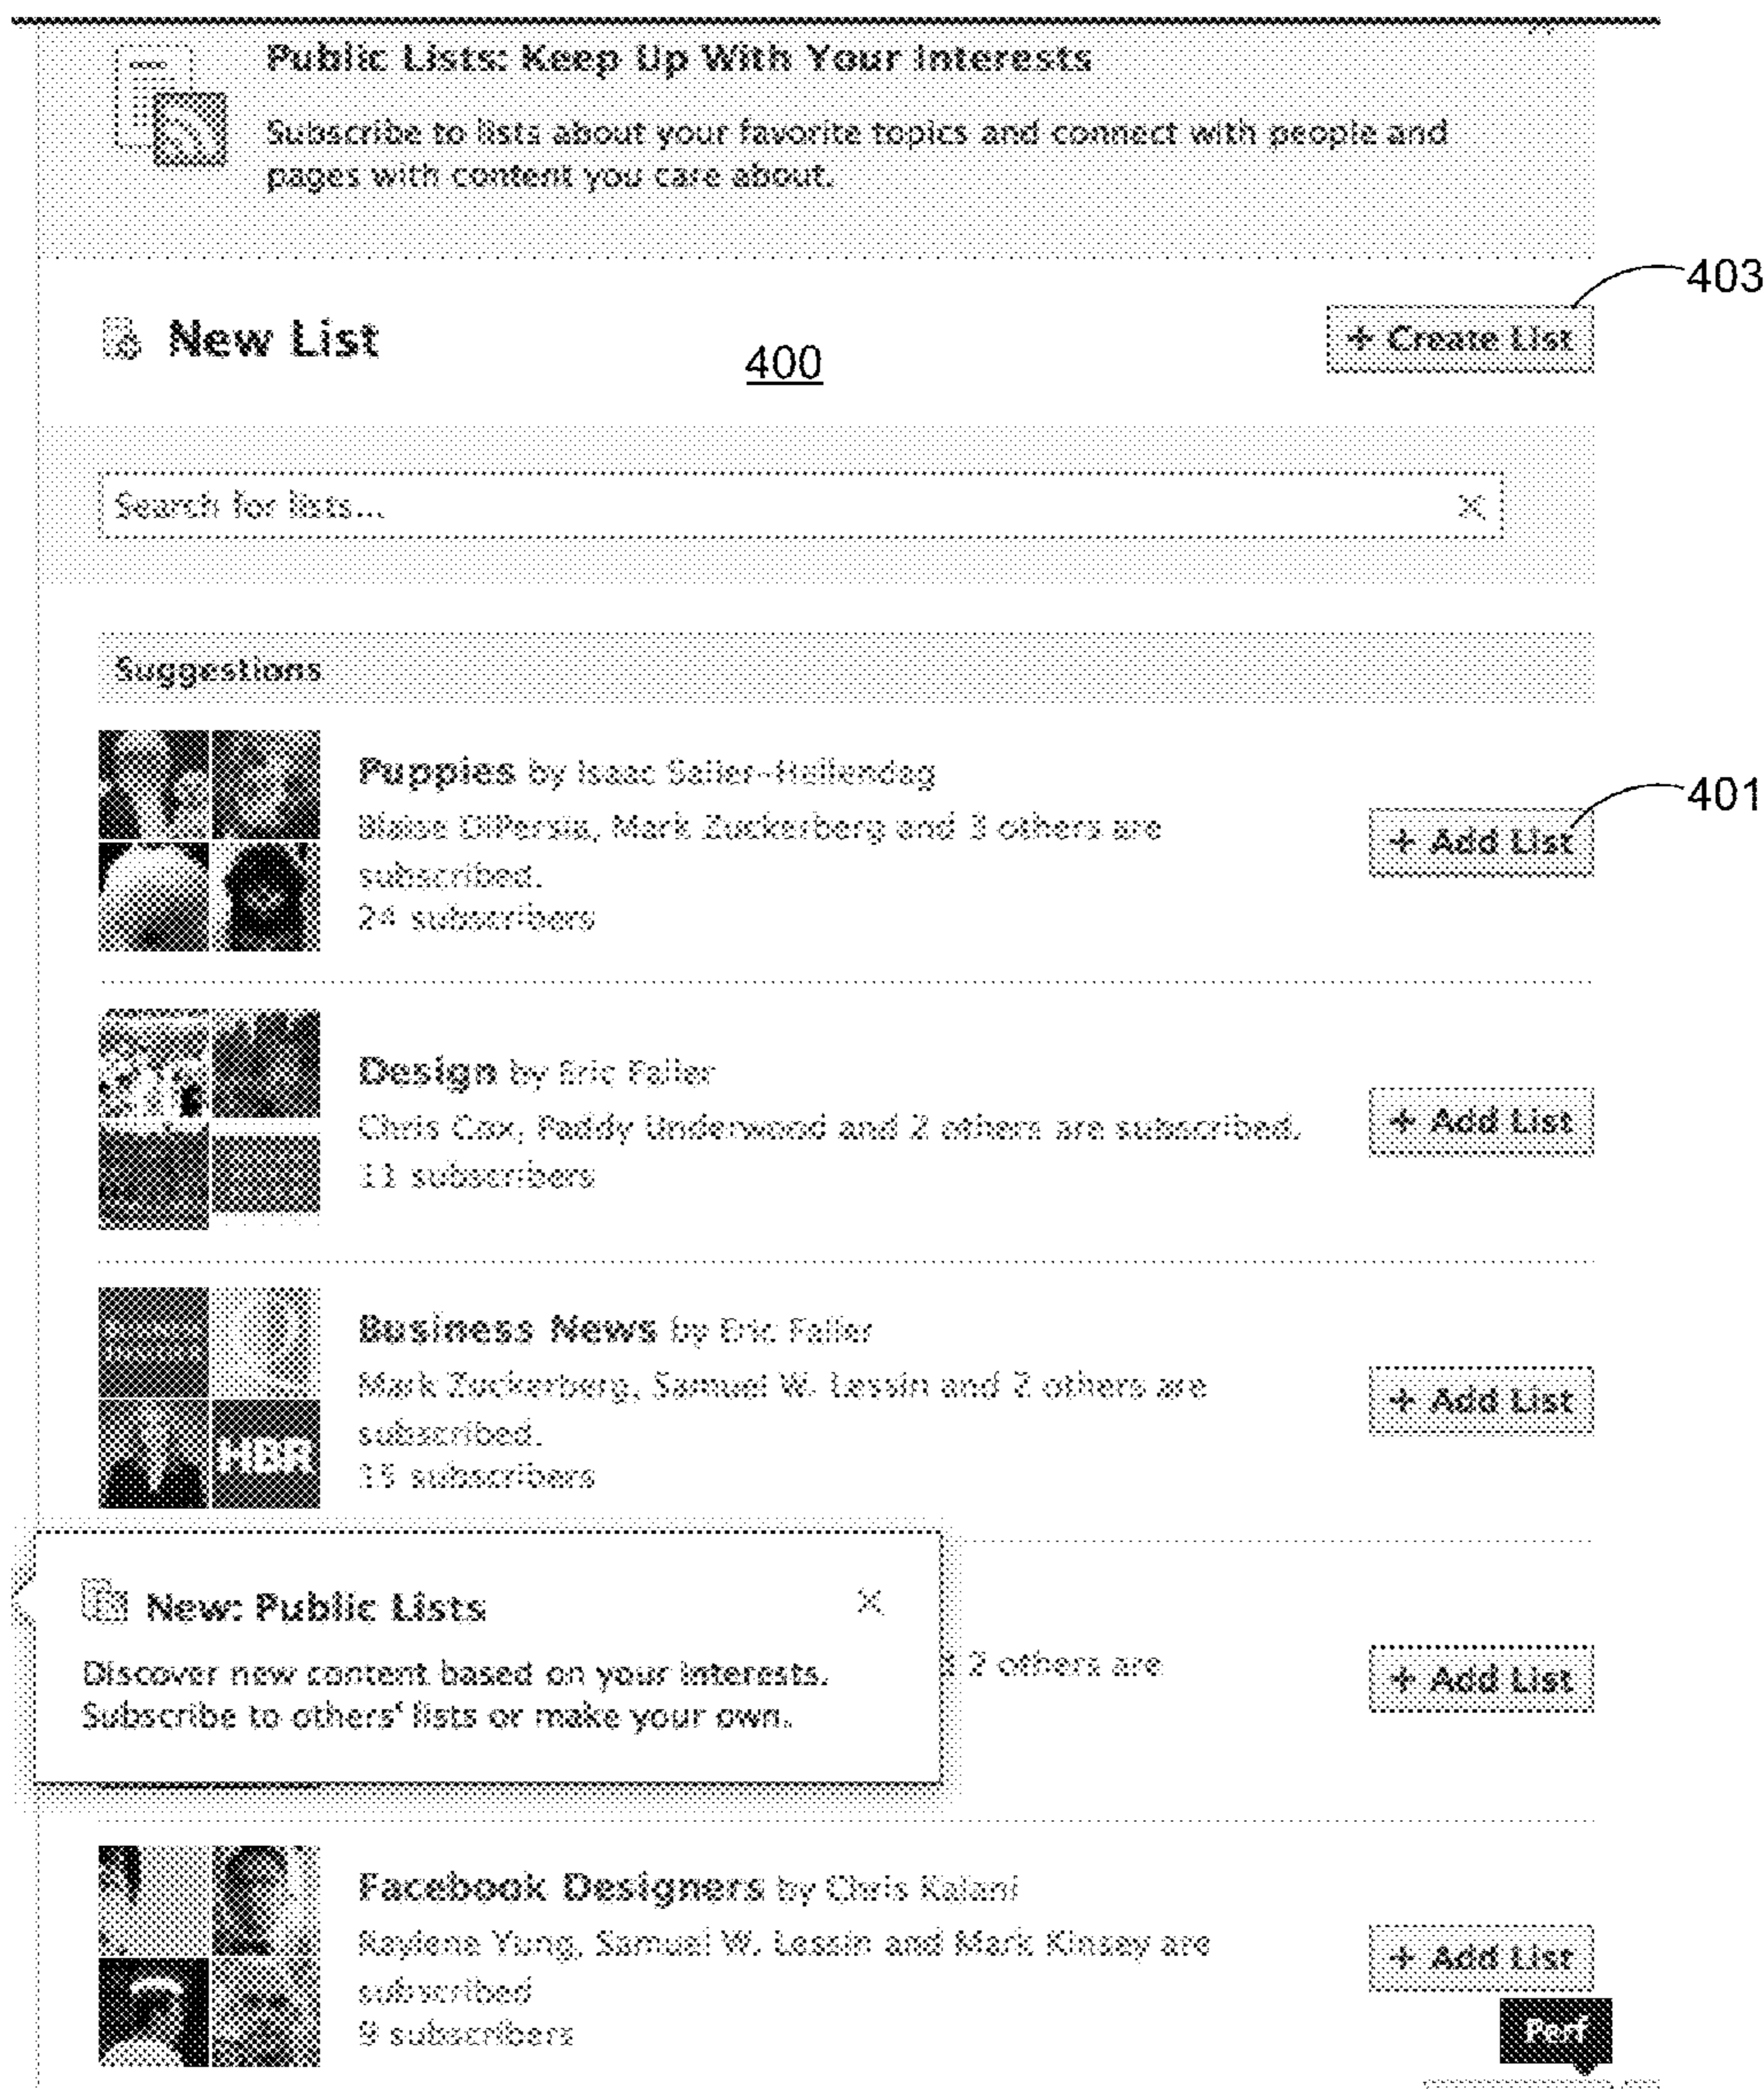 Public Lists: Keep Up With Your Interests
Subscribe to lists about your favorite topics and connect with people and
pages with content you care about.
403
New List
400
+ Create List
Search for lists...
Suggestions
Puppies by Isaac Salier-Hellendag
Blaise DiPersia, Mark Zuckerberg and 3 others are
subscribed.
24 subscribers
401
+ Add List
Design by Eric Faller
Chris Cox, Paddy Underwood and 2 others are subscribed.
11 subscribers
+ Add List
Business News by Eric Faller
Mark Zuckerberg, Samuel W. Lessin and 2 others are
subscribed.
15 subscribers
HBR
+ Add List
New: Public Lists
Discover new content based on your interests.
Subscribe to others' lists or make your own.
2 others are
+ Add List
Facebook Designers by Chris Kalani
Raylene Yung, Samuel W. Lessin and Mark Kinsey are
subscribed
9 subscribers
+ Add List
Perf